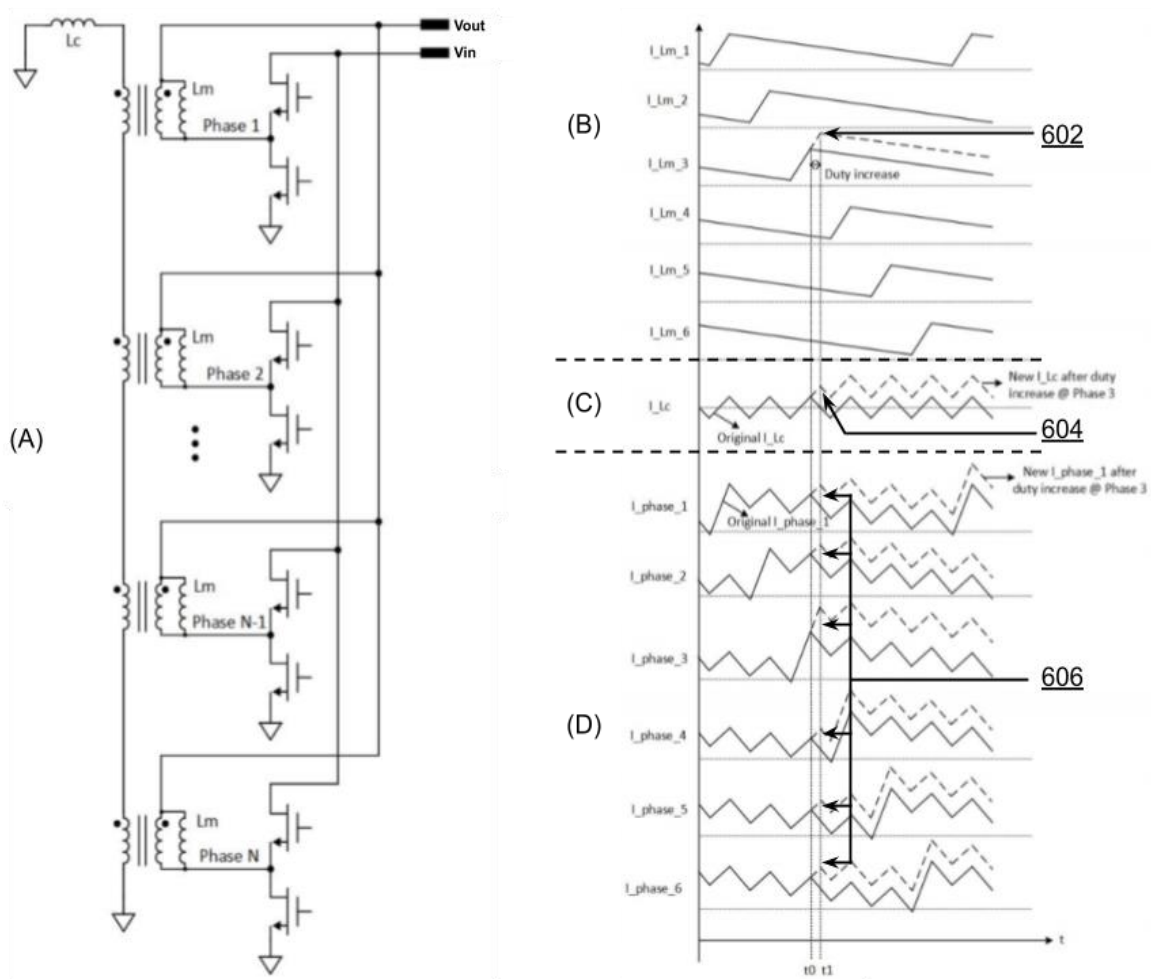 Vout
Lc
Vin
Lm
Phase 1
Lm
Phase 2
(A)
Lm
Phase N-1
Lm
Phase N
I_Lm_1
I_Lm_2
(B)
602
I_Lm_3
Duty increase
I_Lm_4
I_Lm_5
I_Lm_6
New I_Lc after duty
increase @ Phase 3
(C)
I_Lc
604
Original I_Lc
New I_phase_1 after
duty increase @ Phase 3
I_phase_1
Original I_phase_1
I_phase_2
I_phase_3
606
(D)
I_phase_4
I_phase_5
I_phase_6
t
t0 t1